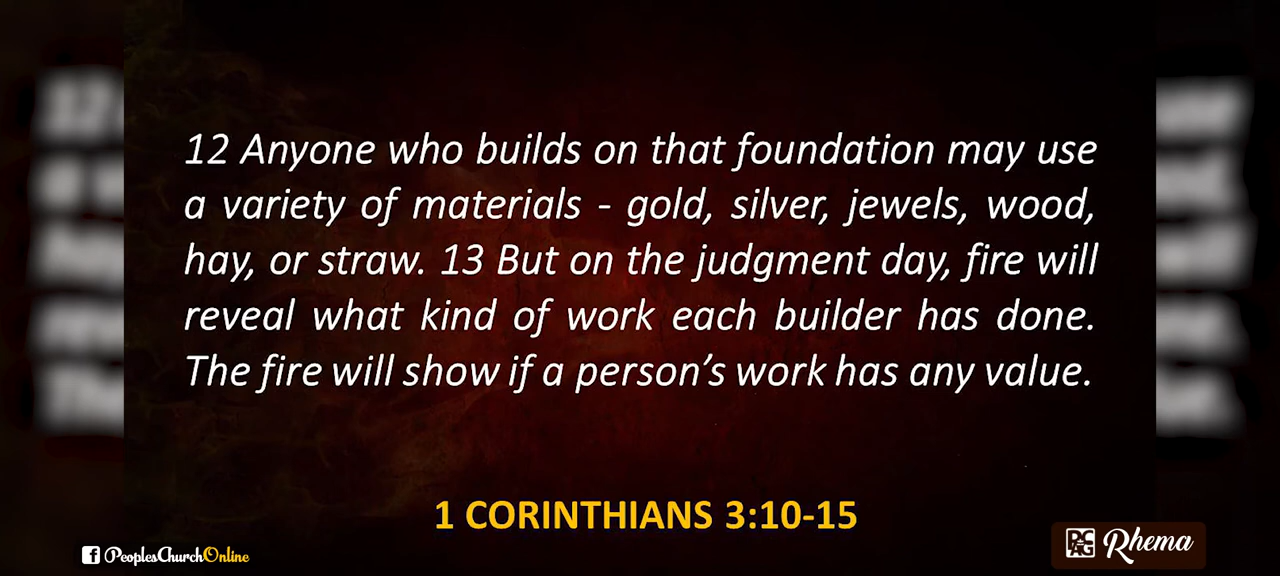 12 Anyone who builds on that foundation may use
a variety of materials - gold, silver, jewels, wood,
hay, or straw. 13 But on the judgment day, fire will
reveal what kind of work each builder has done.
The fire will show if a person’s work has any value.
1 CORINTHIANS 3:10-15
f PeoplesChurchOnline
PCAG Rhema